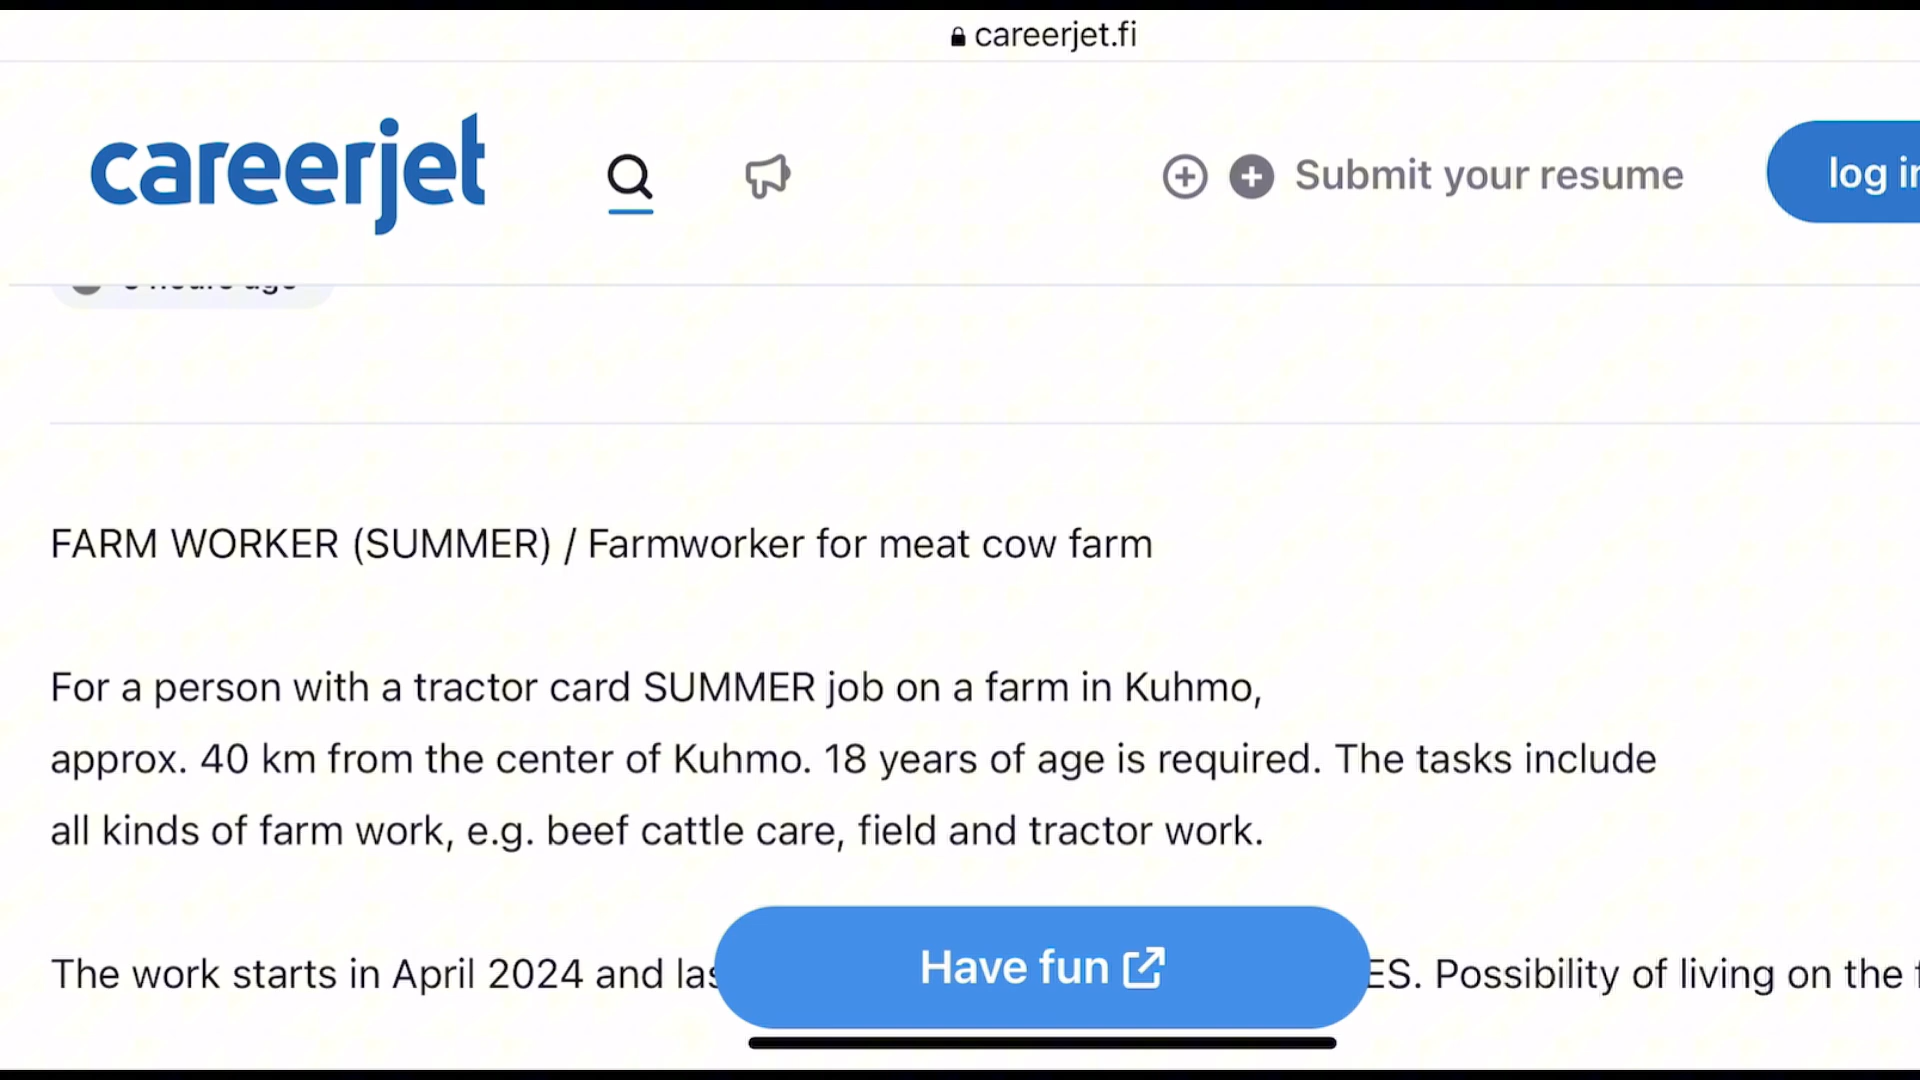 careerjet.fi
careerjet
Submit your resume
log in
hours ago
FARM WORKER (SUMMER) / Farmworker for meat cow farm
For a person with a tractor card SUMMER job on a farm in Kuhmo,
approx. 40 km from the center of Kuhmo. 18 years of age is required. The tasks include
all kinds of farm work, e.g. beef cattle care, field and tractor work.
The work starts in April 2024 and las ES. Possibility of living on the f
Have fun